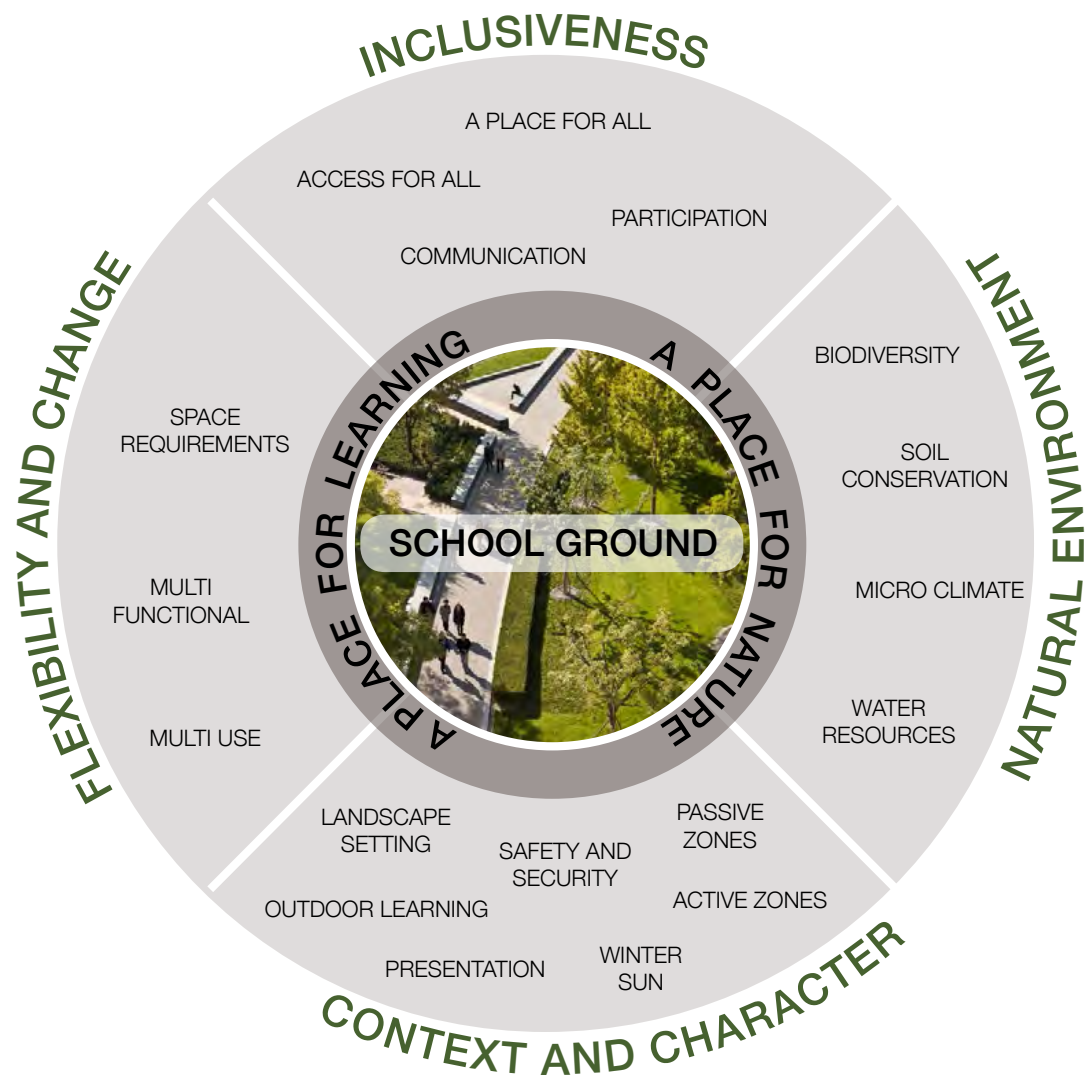 INCLUSIVENESS
A PLACE FOR ALL
ACCESS FOR ALL
PARTICIPATION
COMMUNICATION
NATURAL ENVIRONMENT
BIODIVERSITY
SOIL
CONSERVATION
MICRO CLIMATE
WATER
RESOURCES
CONTEXT AND CHARACTER
LANDSCAPE
SETTING
SAFETY AND
SECURITY
PASSIVE
ZONES
OUTDOOR LEARNING
ACTIVE ZONES
PRESENTATION
WINTER
SUN
FLEXIBILITY AND CHANGE
SPACE
REQUIREMENTS
MULTI
FUNCTIONAL
MULTI USE
A PLACE FOR LEARNING
A PLACE FOR NATURE
SCHOOL GROUND